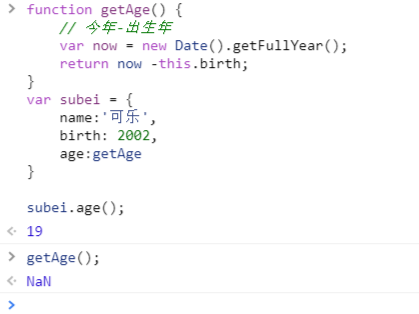 function getAge() {
// 今年-出生年
var now = new Date().getFullYear();
return now -this.birth;
}
var subei = {
name:'可乐',
birth: 2002,
age:getAge
}
subei.age();
19
getAge();
NaN